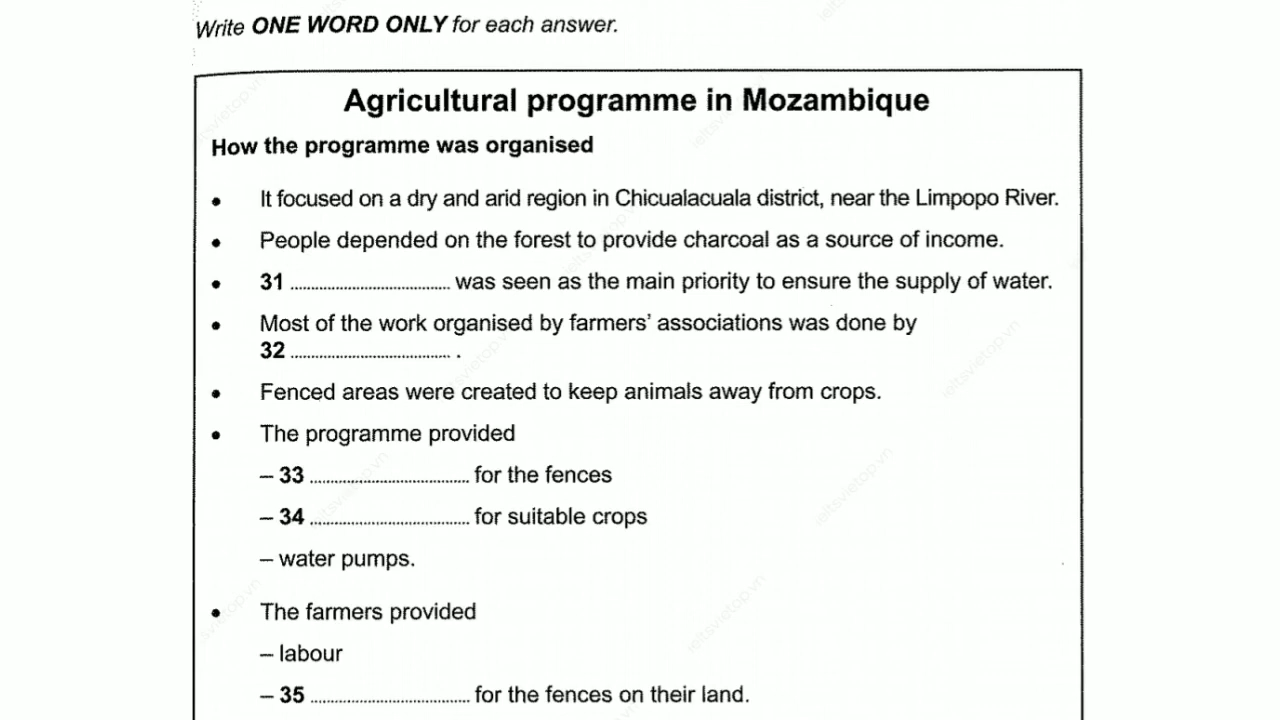 Write ONE WORD ONLY for each answer.
Agricultural programme in Mozambique
How the programme was organised
• It focused on a dry and arid region in Chicualacuala district, near the Limpopo River.
• People depended on the forest to provide charcoal as a source of income.
• 31 ...................................... was seen as the main priority to ensure the supply of water.
• Most of the work organised by farmers’ associations was done by
32 ...................................... .
• Fenced areas were created to keep animals away from crops.
• The programme provided
– 33 ...................................... for the fences
– 34 ...................................... for suitable crops
– water pumps.
• The farmers provided
– labour
– 35 ...................................... for the fences on their land.